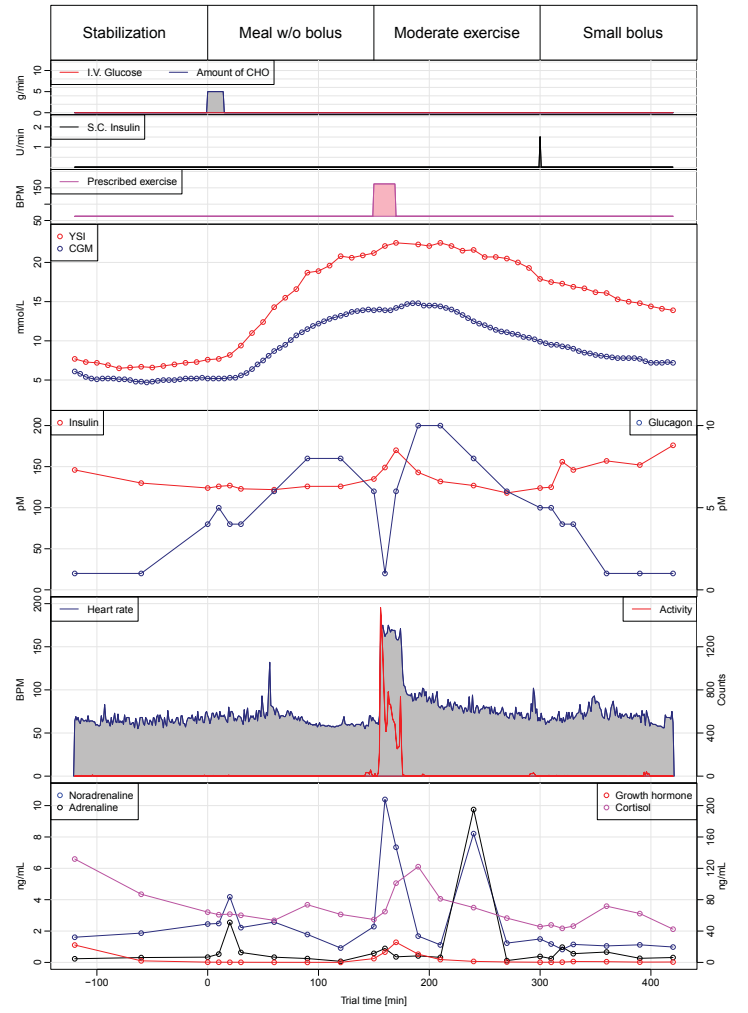 Stabilization Meal w/o bolus Moderate exercise Small bolus
I.V. Glucose Amount of CHO
g/min
0 5 10
S.C. Insulin
U/min
1 2
Prescribed exercise
BPM
50 150
YSI
CGM
mmol/L
5 10 15 20
Insulin
Glucagon
pM
0 50 100 150 200
pM
0 5 10
Heart rate
Activity
BPM
0 50 100 150 200
Counts
0 400 800 1200
Noradrenaline
Adrenaline
Growth hormone
Cortisol
ng/mL
0 2 4 6 8 10
ng/mL
0 40 80 120 160 200
−100 0 100 200 300 400
Trial time [min]